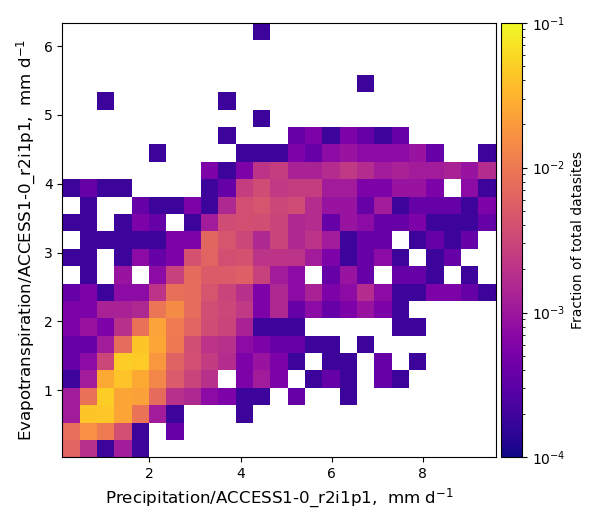 Evapotranspiration/ACCESS1-0_r2i1p1, mm d⁻¹
6
5
4
3
2
1
2 4 6 8
Precipitation/ACCESS1-0_r2i1p1, mm d⁻¹
10⁻¹
10⁻²
10⁻³
10⁻⁴
Fraction of total datasites